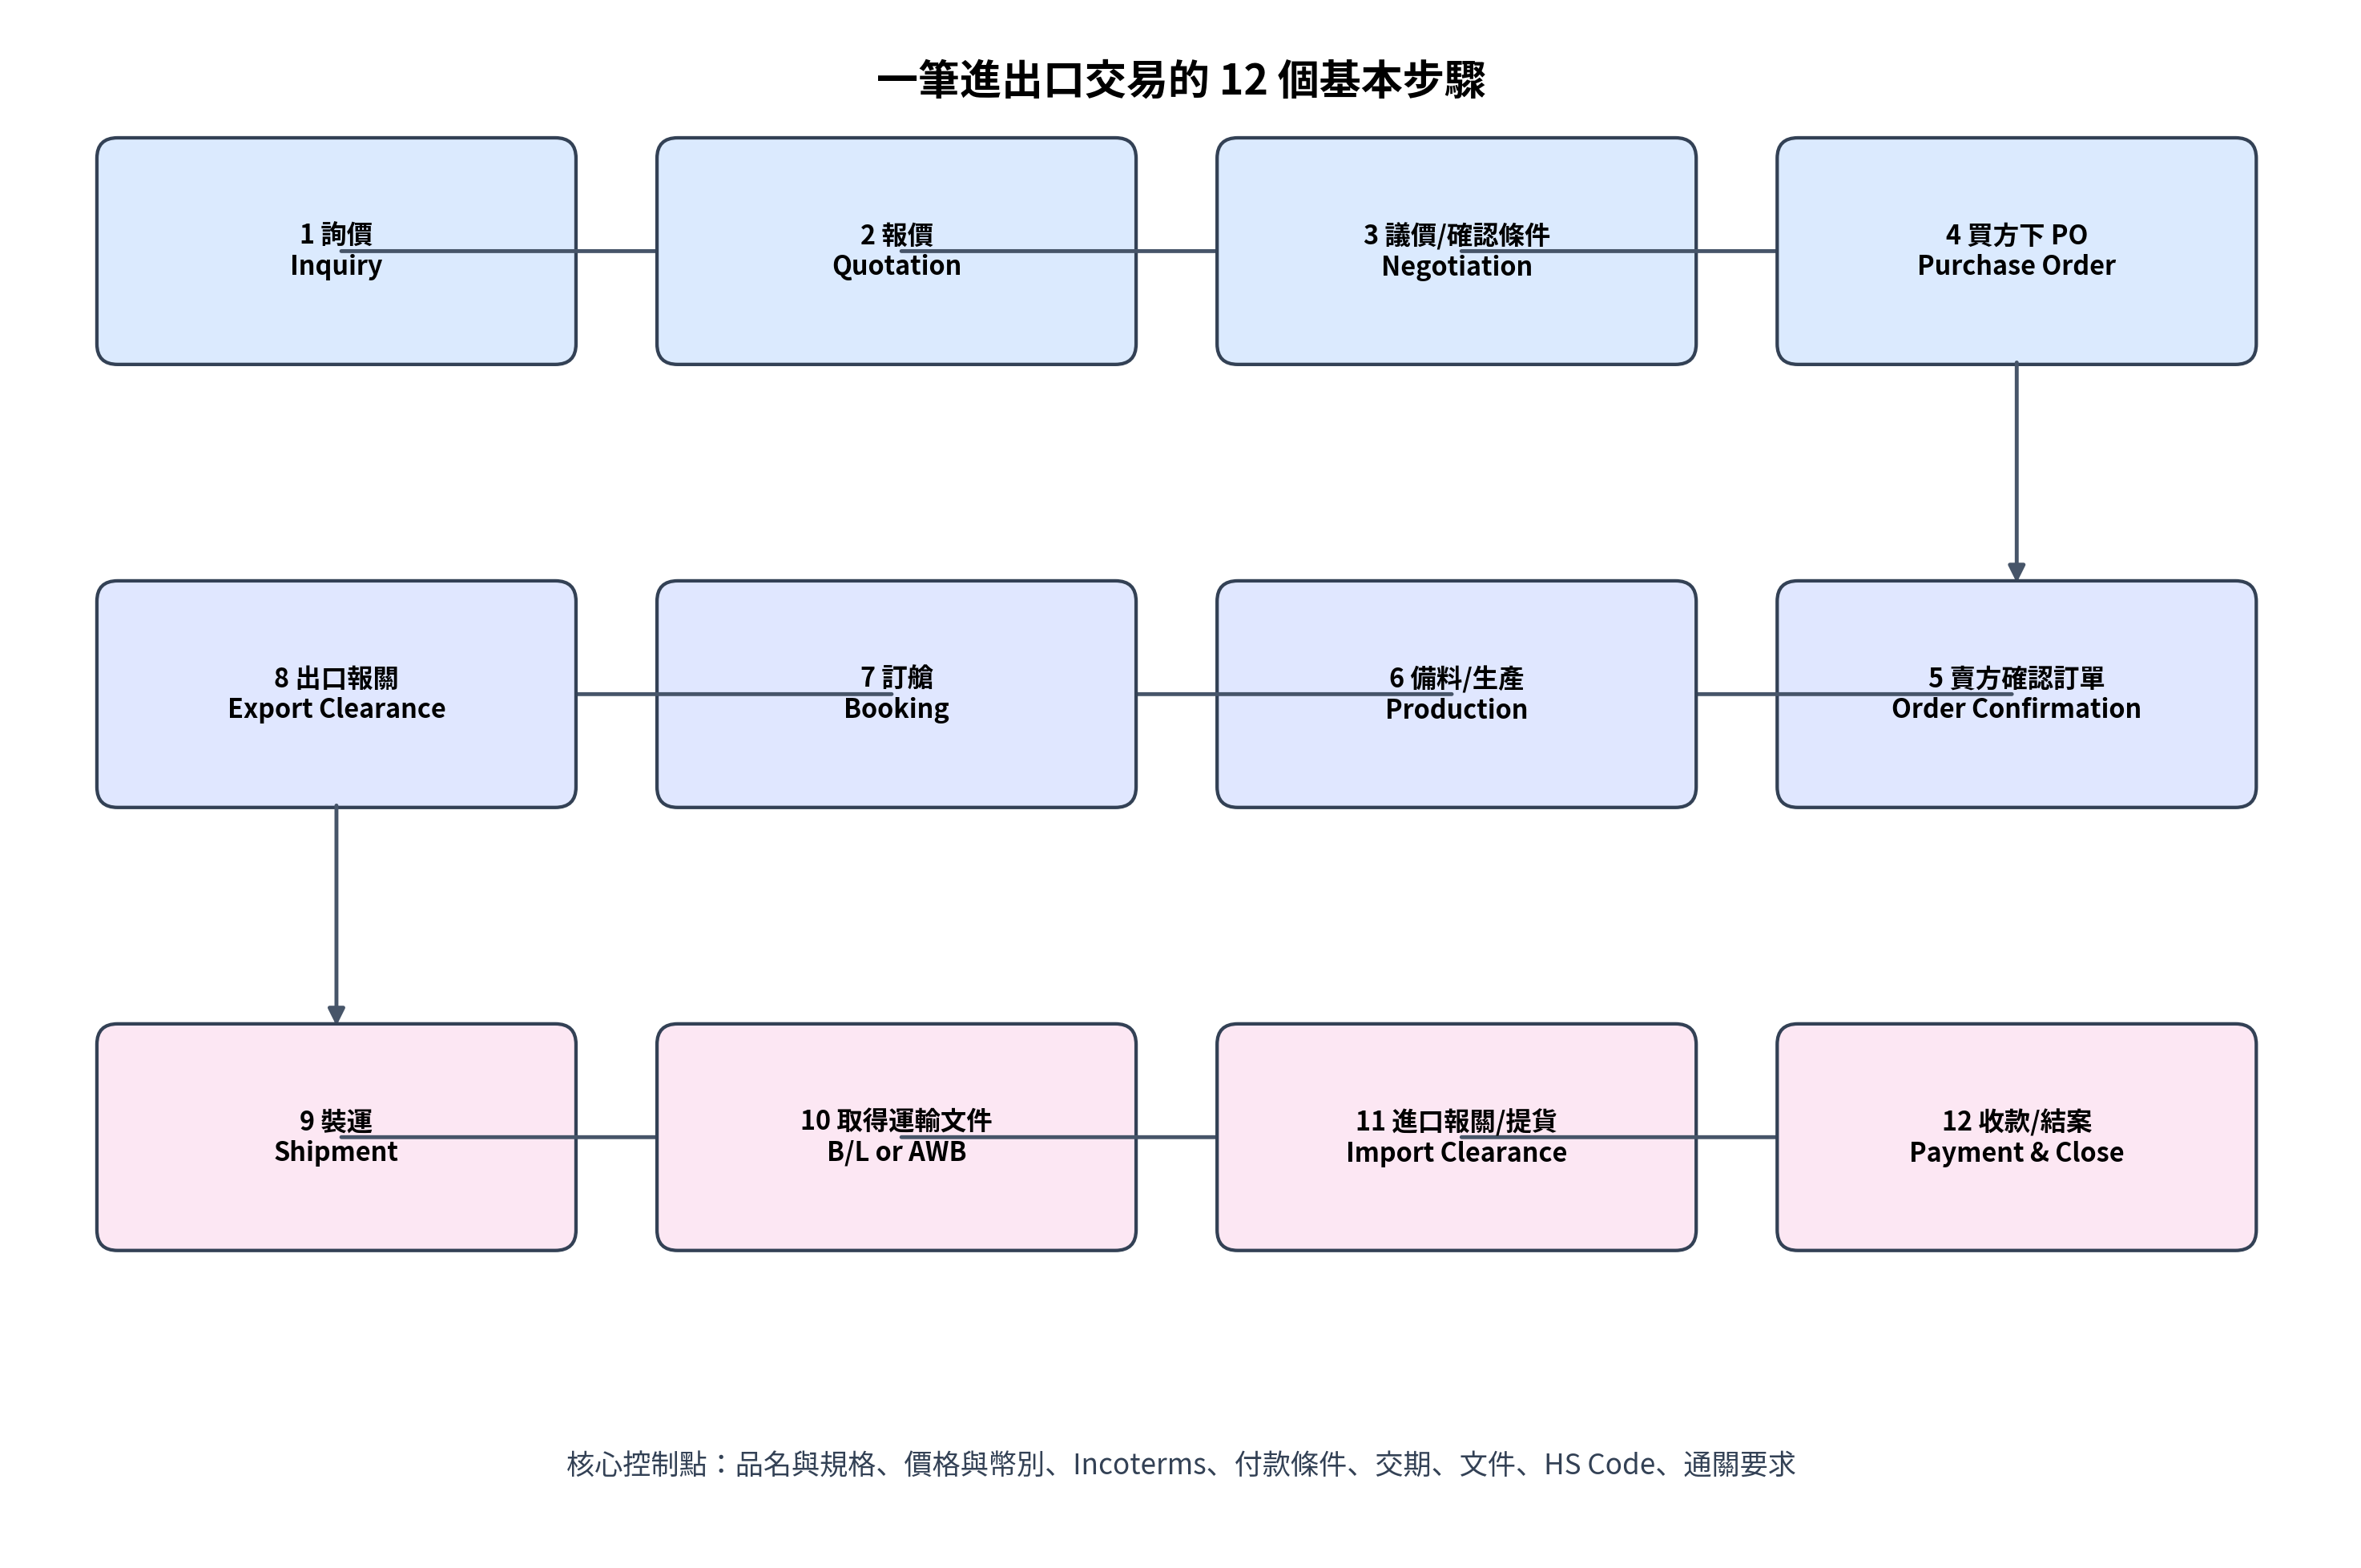 一筆進出口交易的 12 個基本步驟
1 詢價
Inquiry
2 報價
Quotation
3 議價/確認條件
Negotiation
4 買方下 PO
Purchase Order
5 賣方確認訂單
Order Confirmation
6 備料/生產
Production
7 訂艙
Booking
8 出口報關
Export Clearance
9 裝運
Shipment
10 取得運輸文件
B/L or AWB
11 進口報關/提貨
Import Clearance
12 收款/結案
Payment & Close
核心控制點：品名與規格、價格與幣別、Incoterms、付款條件、交期、文件、HS Code、通關要求